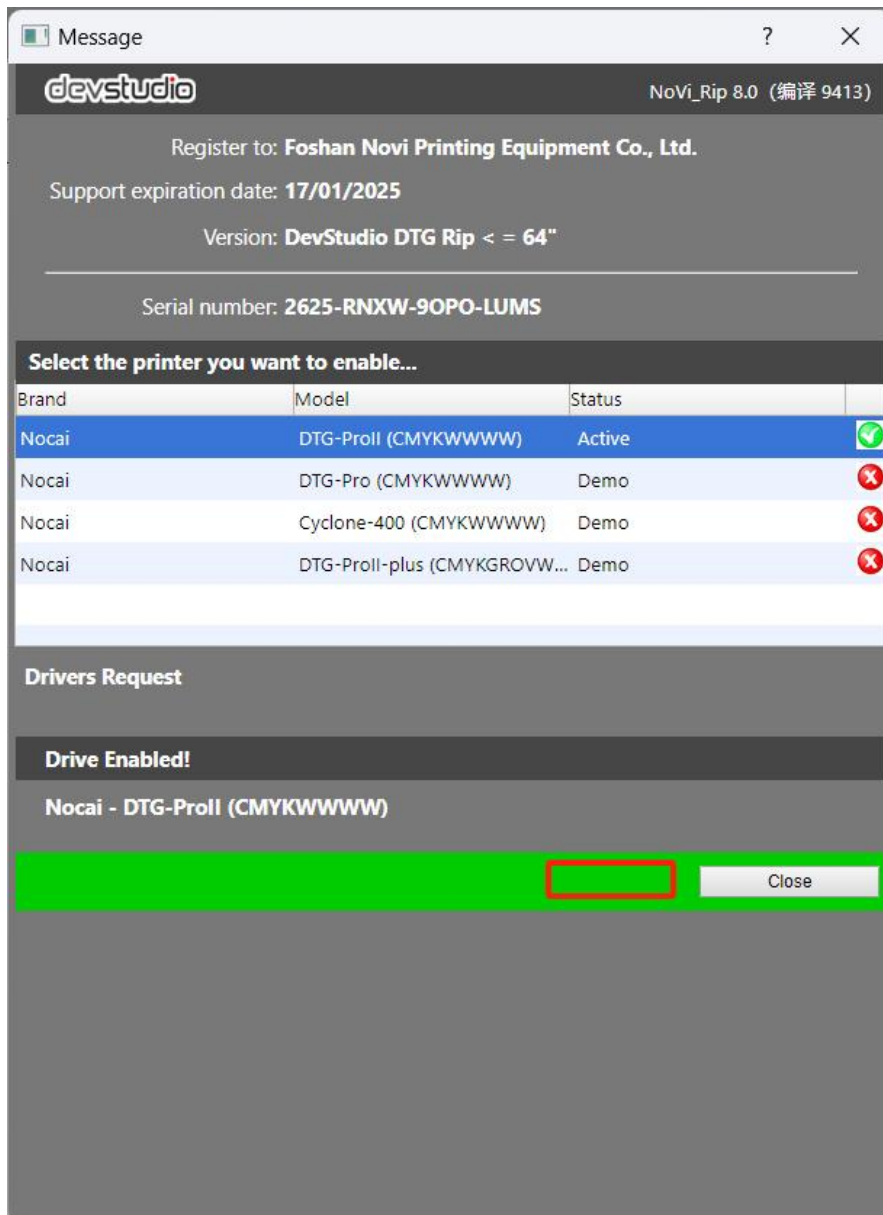 Message
devstudio
NoVi_Rip 8.0 (编译 9413)
Register to: Foshan Novi Printing Equipment Co., Ltd.
Support expiration date: 17/01/2025
Version: DevStudio DTG Rip < = 64"
Serial number: 2625-RNXW-9OPO-LUMS
Select the printer you want to enable...
Brand Model Status
Nocai DTG-ProII (CMYKWWWW) Active
Nocai DTG-Pro (CMYKWWWW) Demo
Nocai Cyclone-400 (CMYKWWWW) Demo
Nocai DTG-ProII-plus (CMYKGROVW... Demo
Drivers Request
Drive Enabled!
Nocai - DTG-ProII (CMYKWWWW)
Close